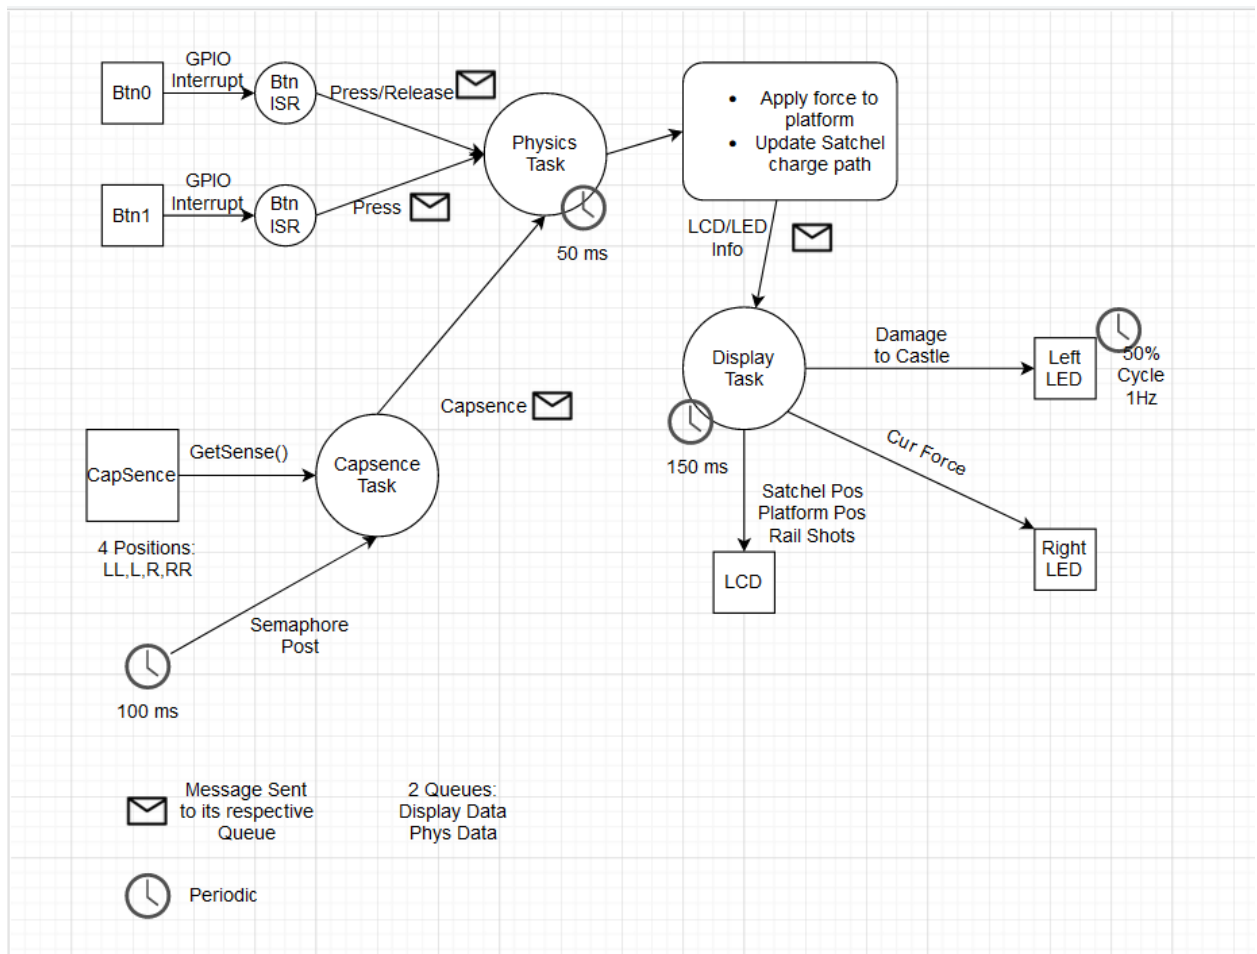 Btn0
GPIO
Interrupt
Btn
ISR
Press/Release
Btn1
GPIO
Interrupt
Btn
ISR
Press
Physics
Task
50 ms
• Apply force to
platform
• Update Satchel
charge path
LCD/LED
Info
Display
Task
150 ms
Damage
to Castle
Left
LED
50%
Cycle
1Hz
Cur Force
Right
LED
Satchel Pos
Platform Pos
Rail Shots
LCD
CapSence
GetSense()
Capsence
Task
Capsence
4 Positions:
LL,L,R,RR
Semaphore
Post
100 ms
Message Sent
to its respective
Queue
2 Queues:
Display Data
Phys Data
Periodic